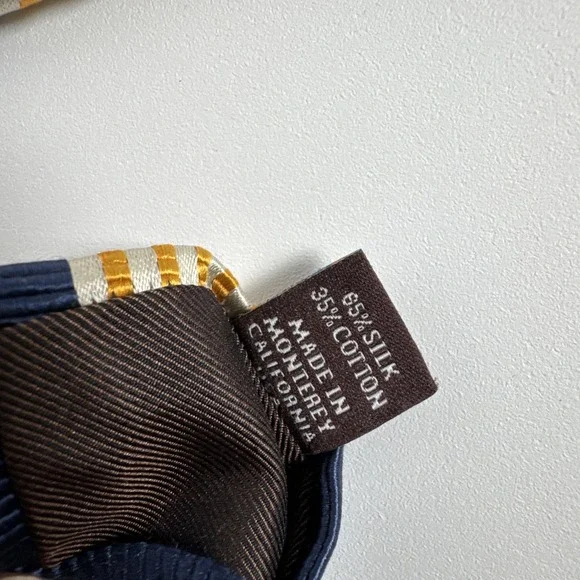 65% SILK
35% COTTON
MADE IN
MONTEREY
CALIFORNIA